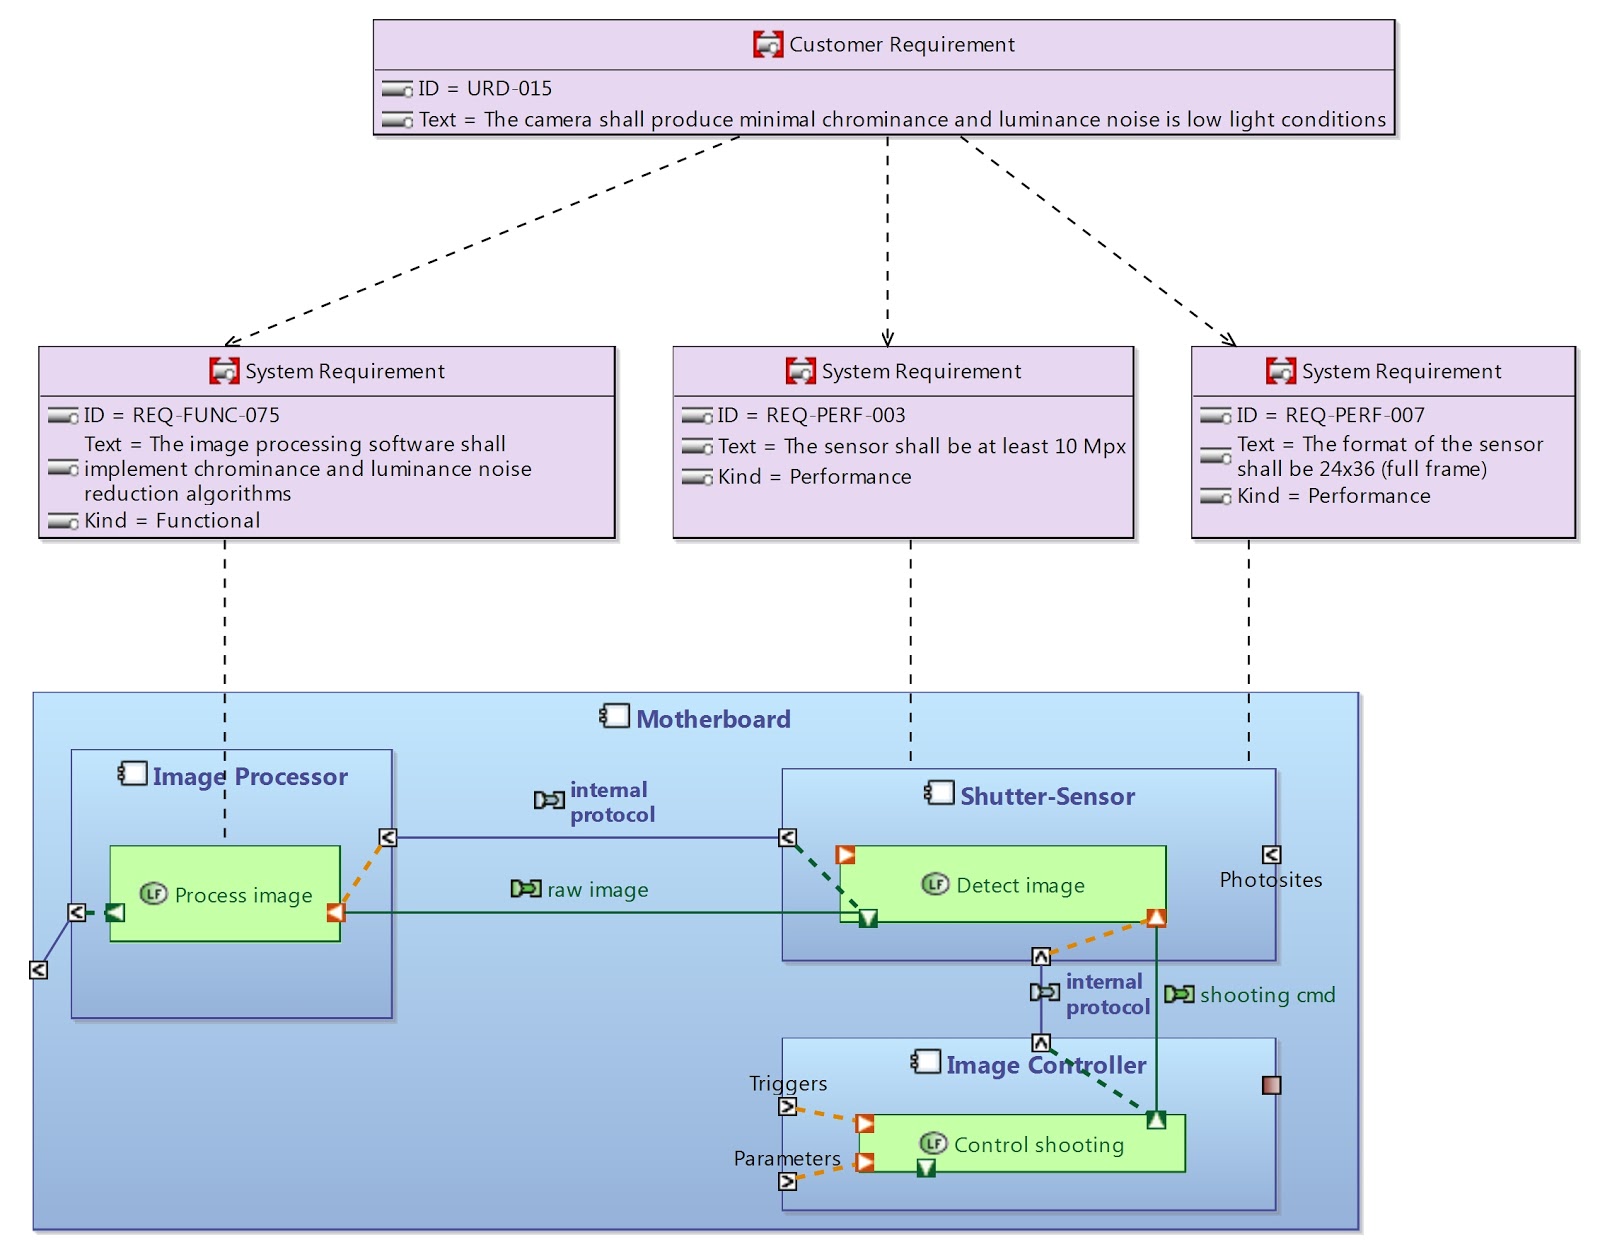 Customer Requirement
ID = URD-015
Text = The camera shall produce minimal chrominance and luminance noise is low light conditions
System Requirement
ID = REQ-FUNC-075
Text = The image processing software shall
implement chrominance and luminance noise
reduction algorithms
Kind = Functional
System Requirement
ID = REQ-PERF-003
Text = The sensor shall be at least 10 Mpx
Kind = Performance
System Requirement
ID = REQ-PERF-007
Text = The format of the sensor
shall be 24x36 (full frame)
Kind = Performance
Motherboard
Image Processor
internal
protocol
Shutter-Sensor
LF Process image
raw image
LF Detect image
Photosites
internal
protocol
shooting cmd
Image Controller
Triggers
LF Control shooting
Parameters